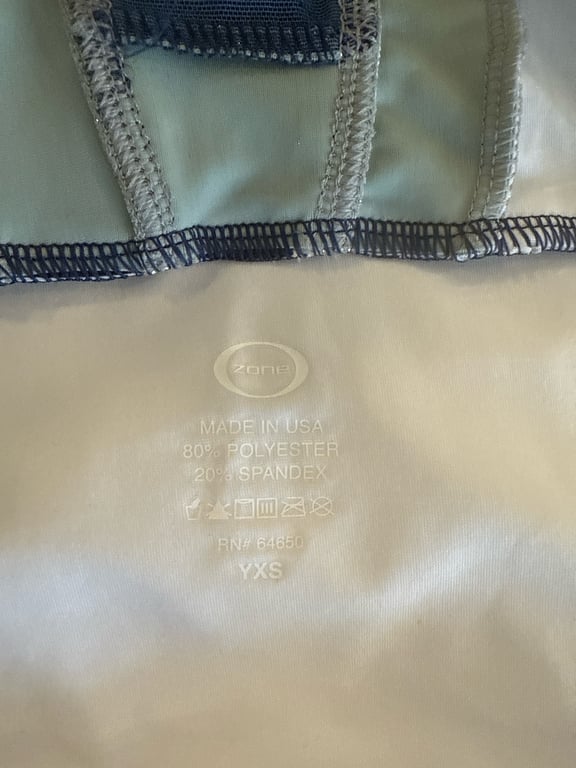 zone
MADE IN USA
80% POLYESTER
20% SPANDEX
RN# 64650
YXS